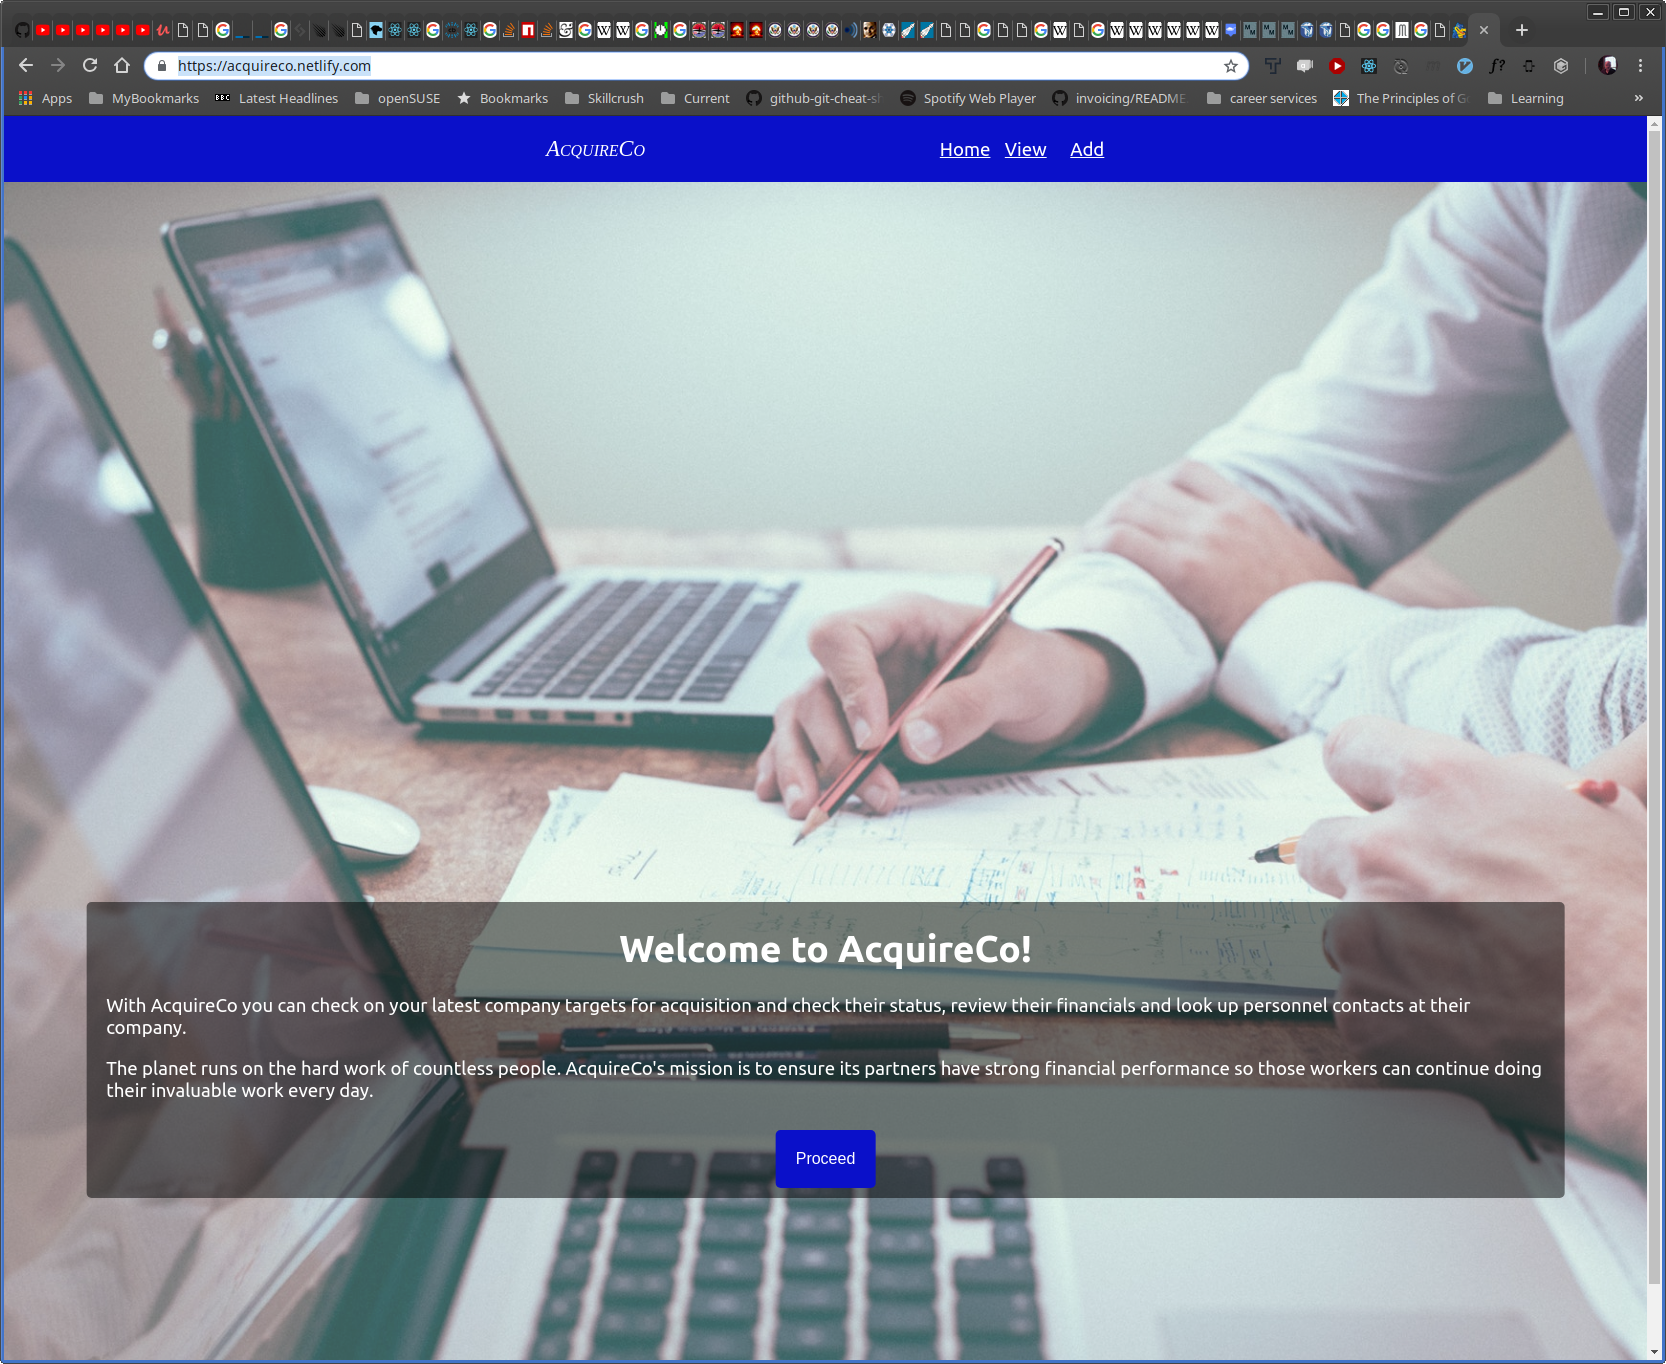 https://acquireco.netlify.com
Apps MyBookmarks BBC Latest Headlines openSUSE Bookmarks Skillcrush Current github-git-cheat-sh Spotify Web Player invoicing/README career services The Principles of Go Learning »
AcquireCo Home View Add
Welcome to AcquireCo!
With AcquireCo you can check on your latest company targets for acquisition and check their status, review their financials and look up personnel contacts at their
company.
The planet runs on the hard work of countless people. AcquireCo's mission is to ensure its partners have strong financial performance so those workers can continue doing
their invaluable work every day.
Proceed